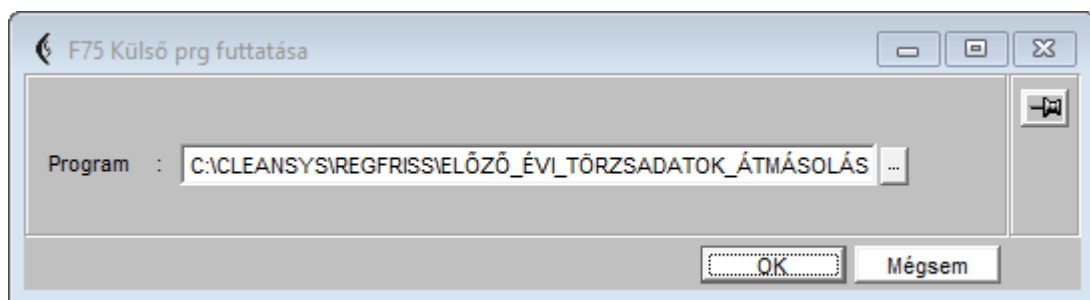 F75 Külső prg futtatása
Program : C:\CLEANSYS\REGFRISS\ELŐZŐ_ÉVI_TÖRZSADATOK_ÁTMÁSOLÁS ...
OK Mégsem